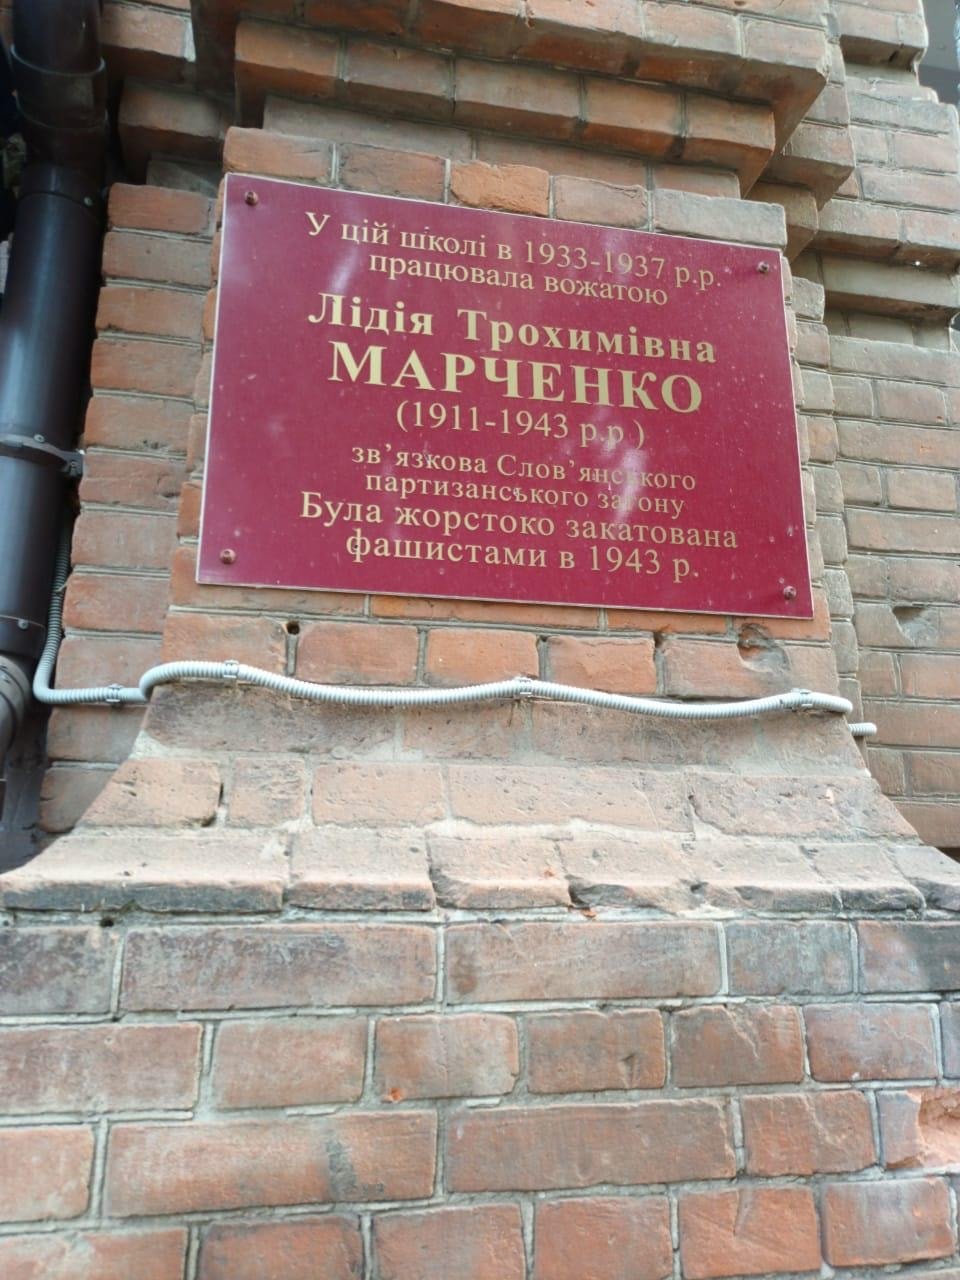 У цій школі в 1933-1937 р.р.
працювала вожатою
Лідія Трохимівна
МАРЧЕНКО
(1911-1943 р.р )
зв’язкова Слов’янського
партизанського загону
Була жорстоко закатована
фашистами в 1943 р.